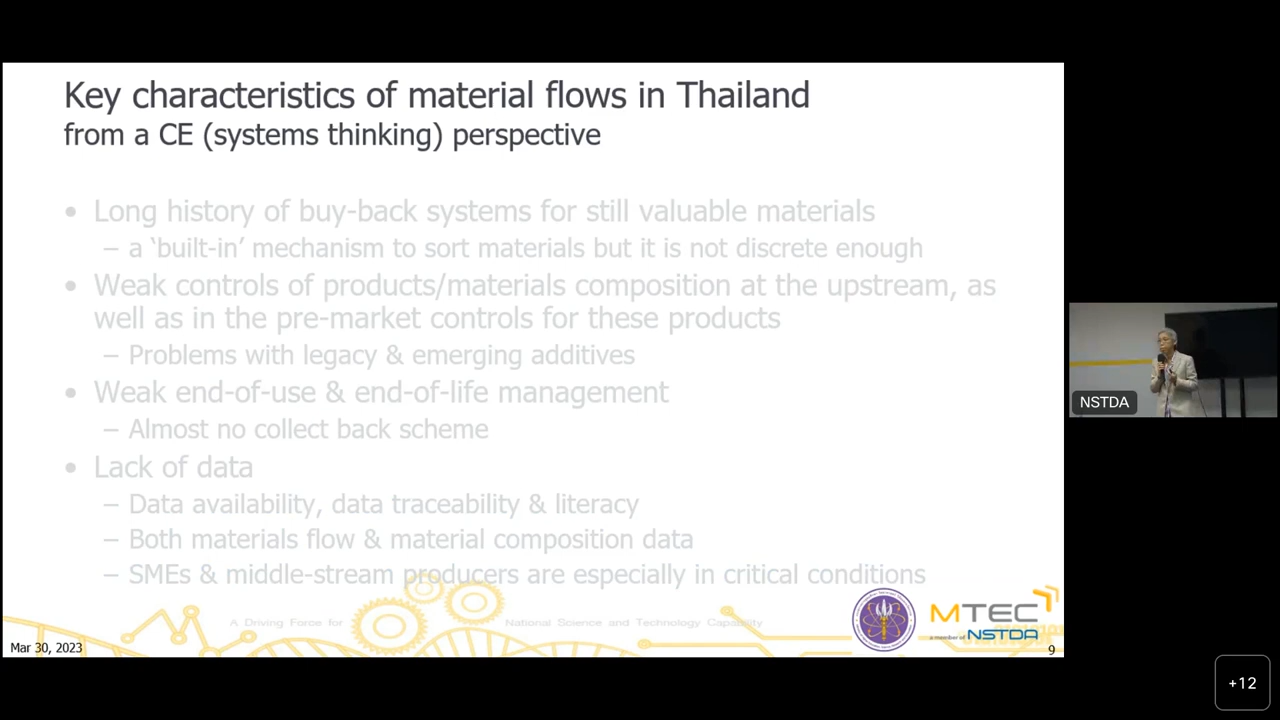 Key characteristics of material flows in Thailand
from a CE (systems thinking) perspective
• Long history of buy-back systems for still valuable materials
– a ‘built-in’ mechanism to sort materials but it is not discrete enough
• Weak controls of products/materials composition at the upstream, as
well as in the pre-market controls for these products
– Problems with legacy & emerging additives
• Weak end-of-use & end-of-life management
– Almost no collect back scheme
• Lack of data
– Data availability, data traceability & literacy
– Both materials flow & material composition data
– SMEs & middle-stream producers are especially in critical conditions
A Driving Force for National Science and Technology Capability
MTEC
a member of NSTDA
Mar 30, 2023
9
NSTDA
+12